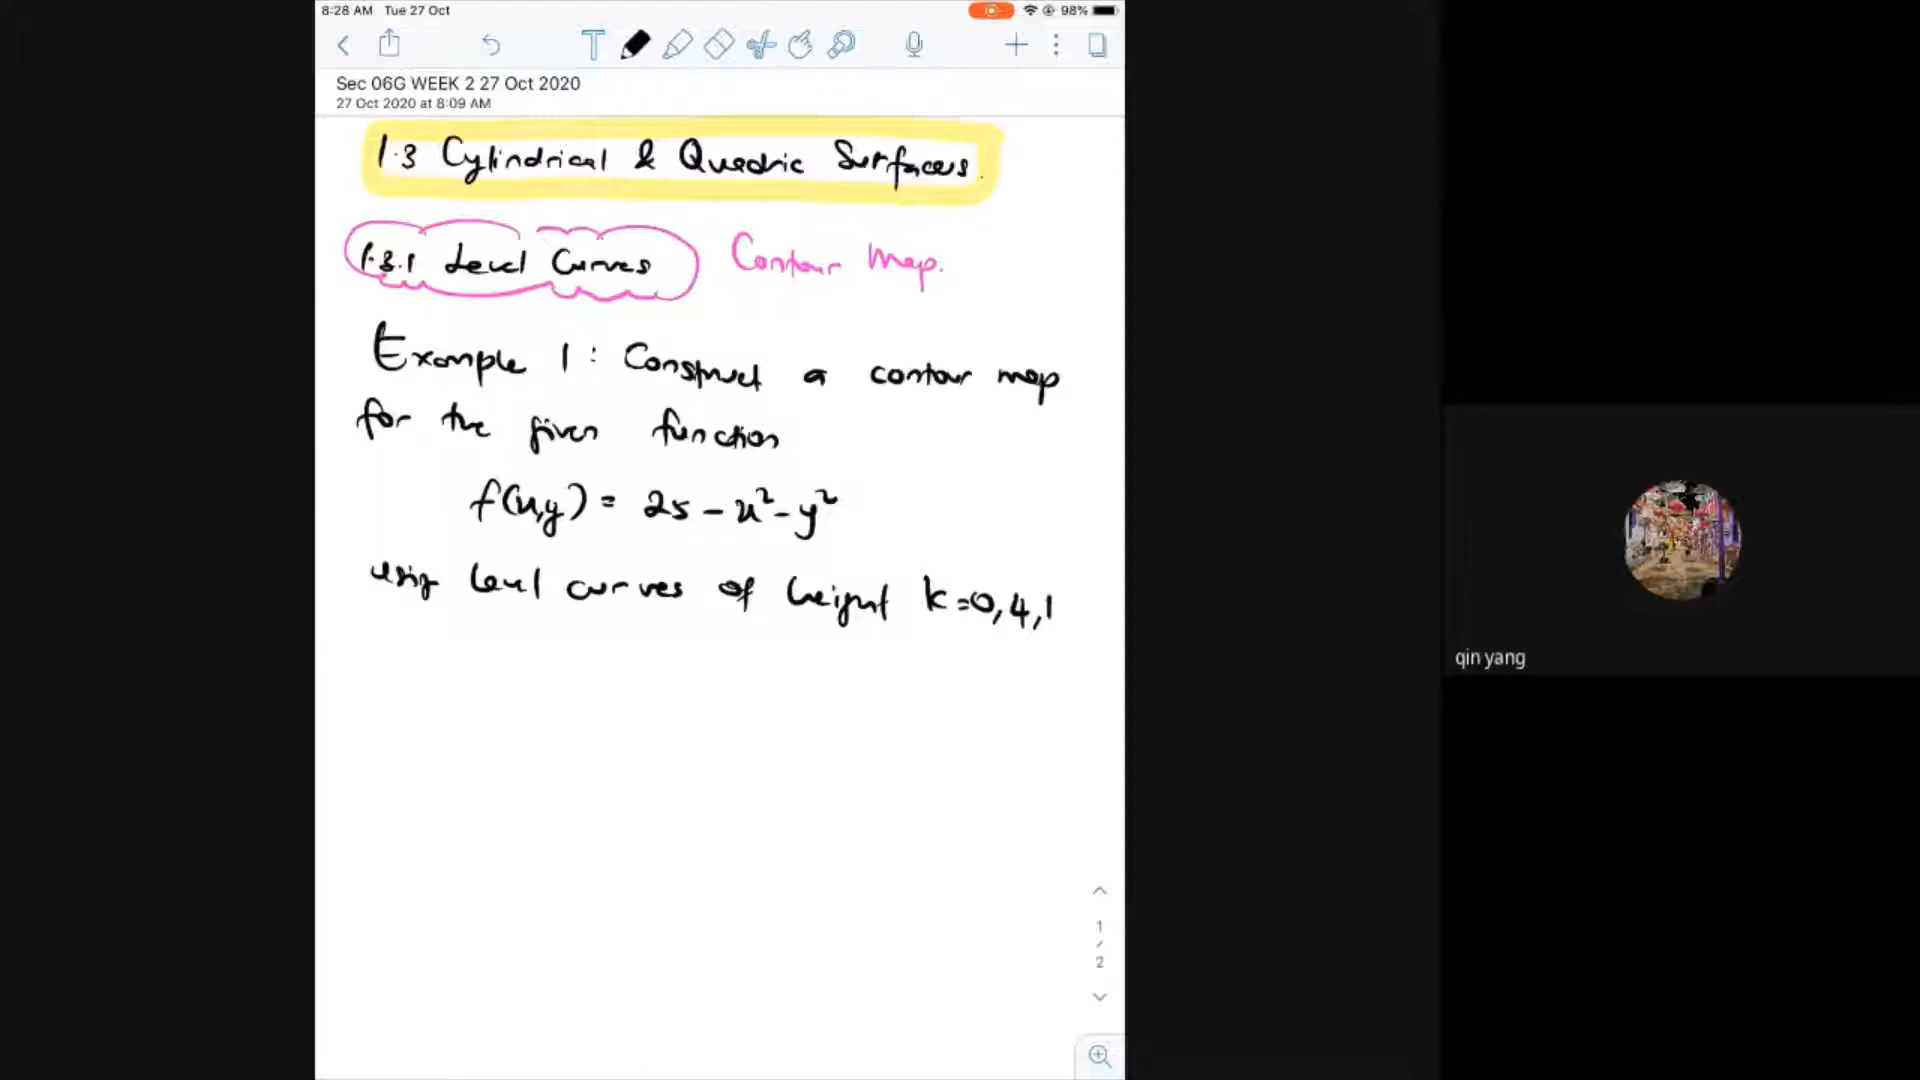 8:28 AM Tue 27 Oct
98%
Sec 06G WEEK 2 27 Oct 2020
27 Oct 2020 at 8:09 AM
1.3 Cylindrical & Quadric Surfaces.
1.3.1 Level Curves Contour Map.
Example 1 : Construct a contour map
for the given function
f(x,y) = 25 - x² - y²
using level curves of height k=0,4,1
1
/
2
qin yang